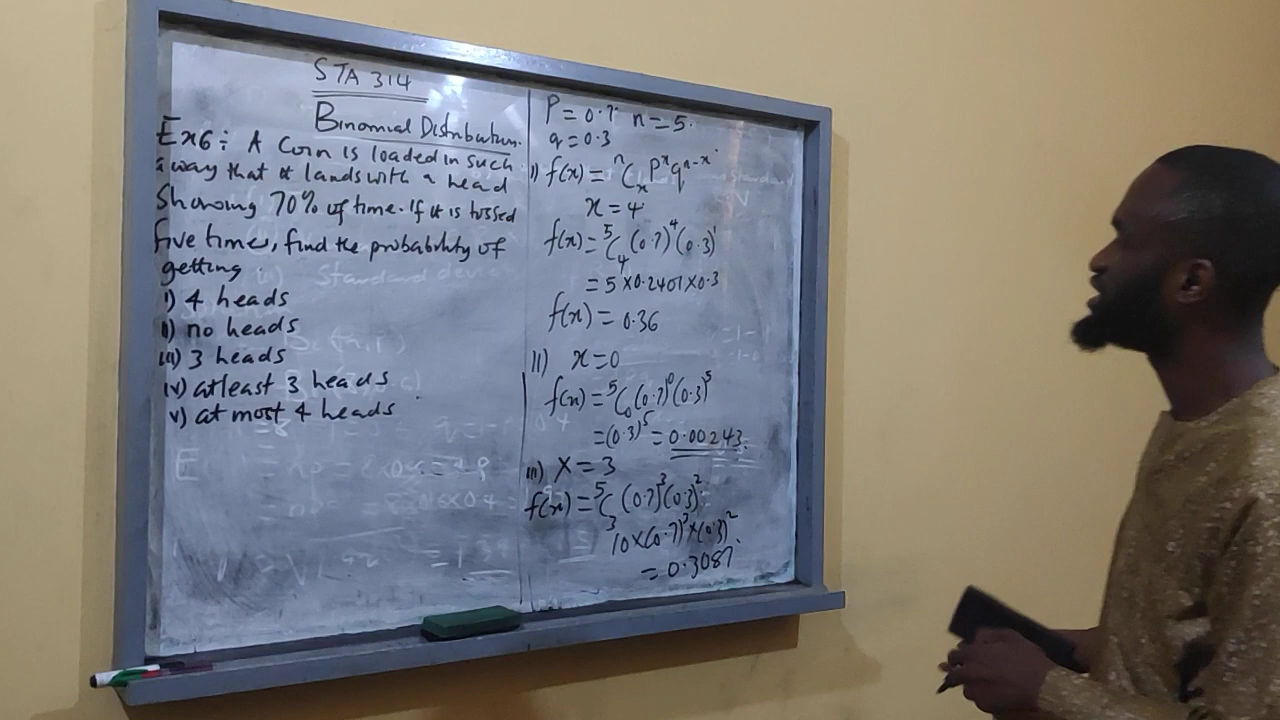 STA 314
Binomial Distribution.
Ex6: A Coin is loaded in such
a way that it lands with a head
Showing 70% of time. If it is tossed
five times, find the probability of
getting:
i) 4 heads
ii) no heads
iii) 3 heads
iv) atleast 3 heads
v) at most 4 heads
P = 0.7 n = 5.
q = 0.3
i) f(x) = ⁿCₓ Pˣ qⁿ⁻ˣ
x = 4
f(x) = ⁵C₄ (0.7)⁴ (0.3)¹
= 5 × 0.2401 × 0.3
f(x) = 0.36
ii) x = 0
f(x) = ⁵C₀ (0.7)⁰ (0.3)⁵
= (0.3)⁵ = 0.00243.
iii) X = 3
f(x) = ⁵C₃ (0.7)³ (0.3)²
10 × (0.7)³ × (0.3)².
= 0.3087